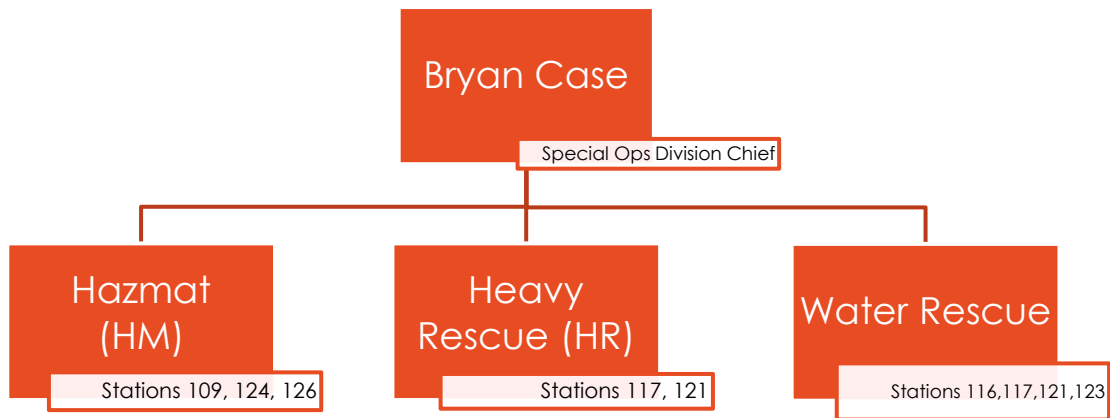 Bryan Case
Special Ops Division Chief
Hazmat
(HM)
Stations 109, 124, 126
Heavy
Rescue (HR)
Stations 117, 121
Water Rescue
Stations 116,117,121,123